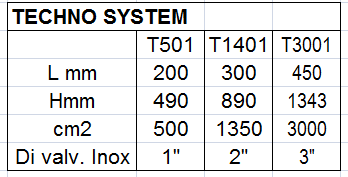 TECHNO SYSTEM
T501 T1401 T3001
L mm 200 300 450
Hmm 490 890 1343
cm2 500 1350 3000
Di valv. Inox 1" 2" 3"